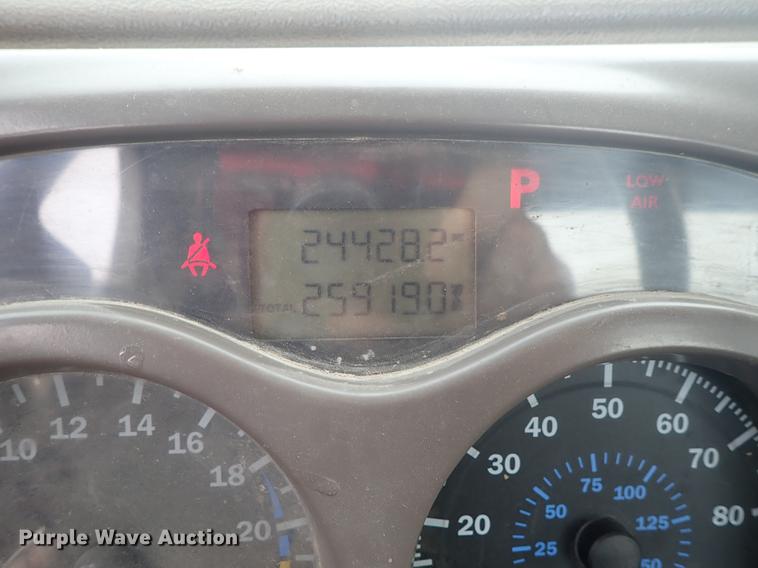 P
LOW
AIR
24428.2
TOTAL 259190
10 12 14 16 18 20
20 30 40 50 60 70 80
25 50 75 100 125
Purple Wave Auction